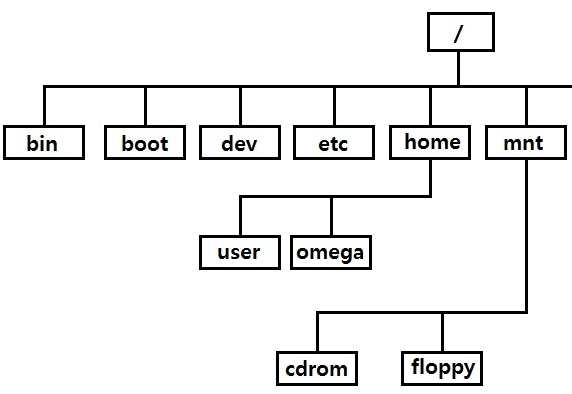 /
bin boot dev etc home mnt
user omega
cdrom floppy